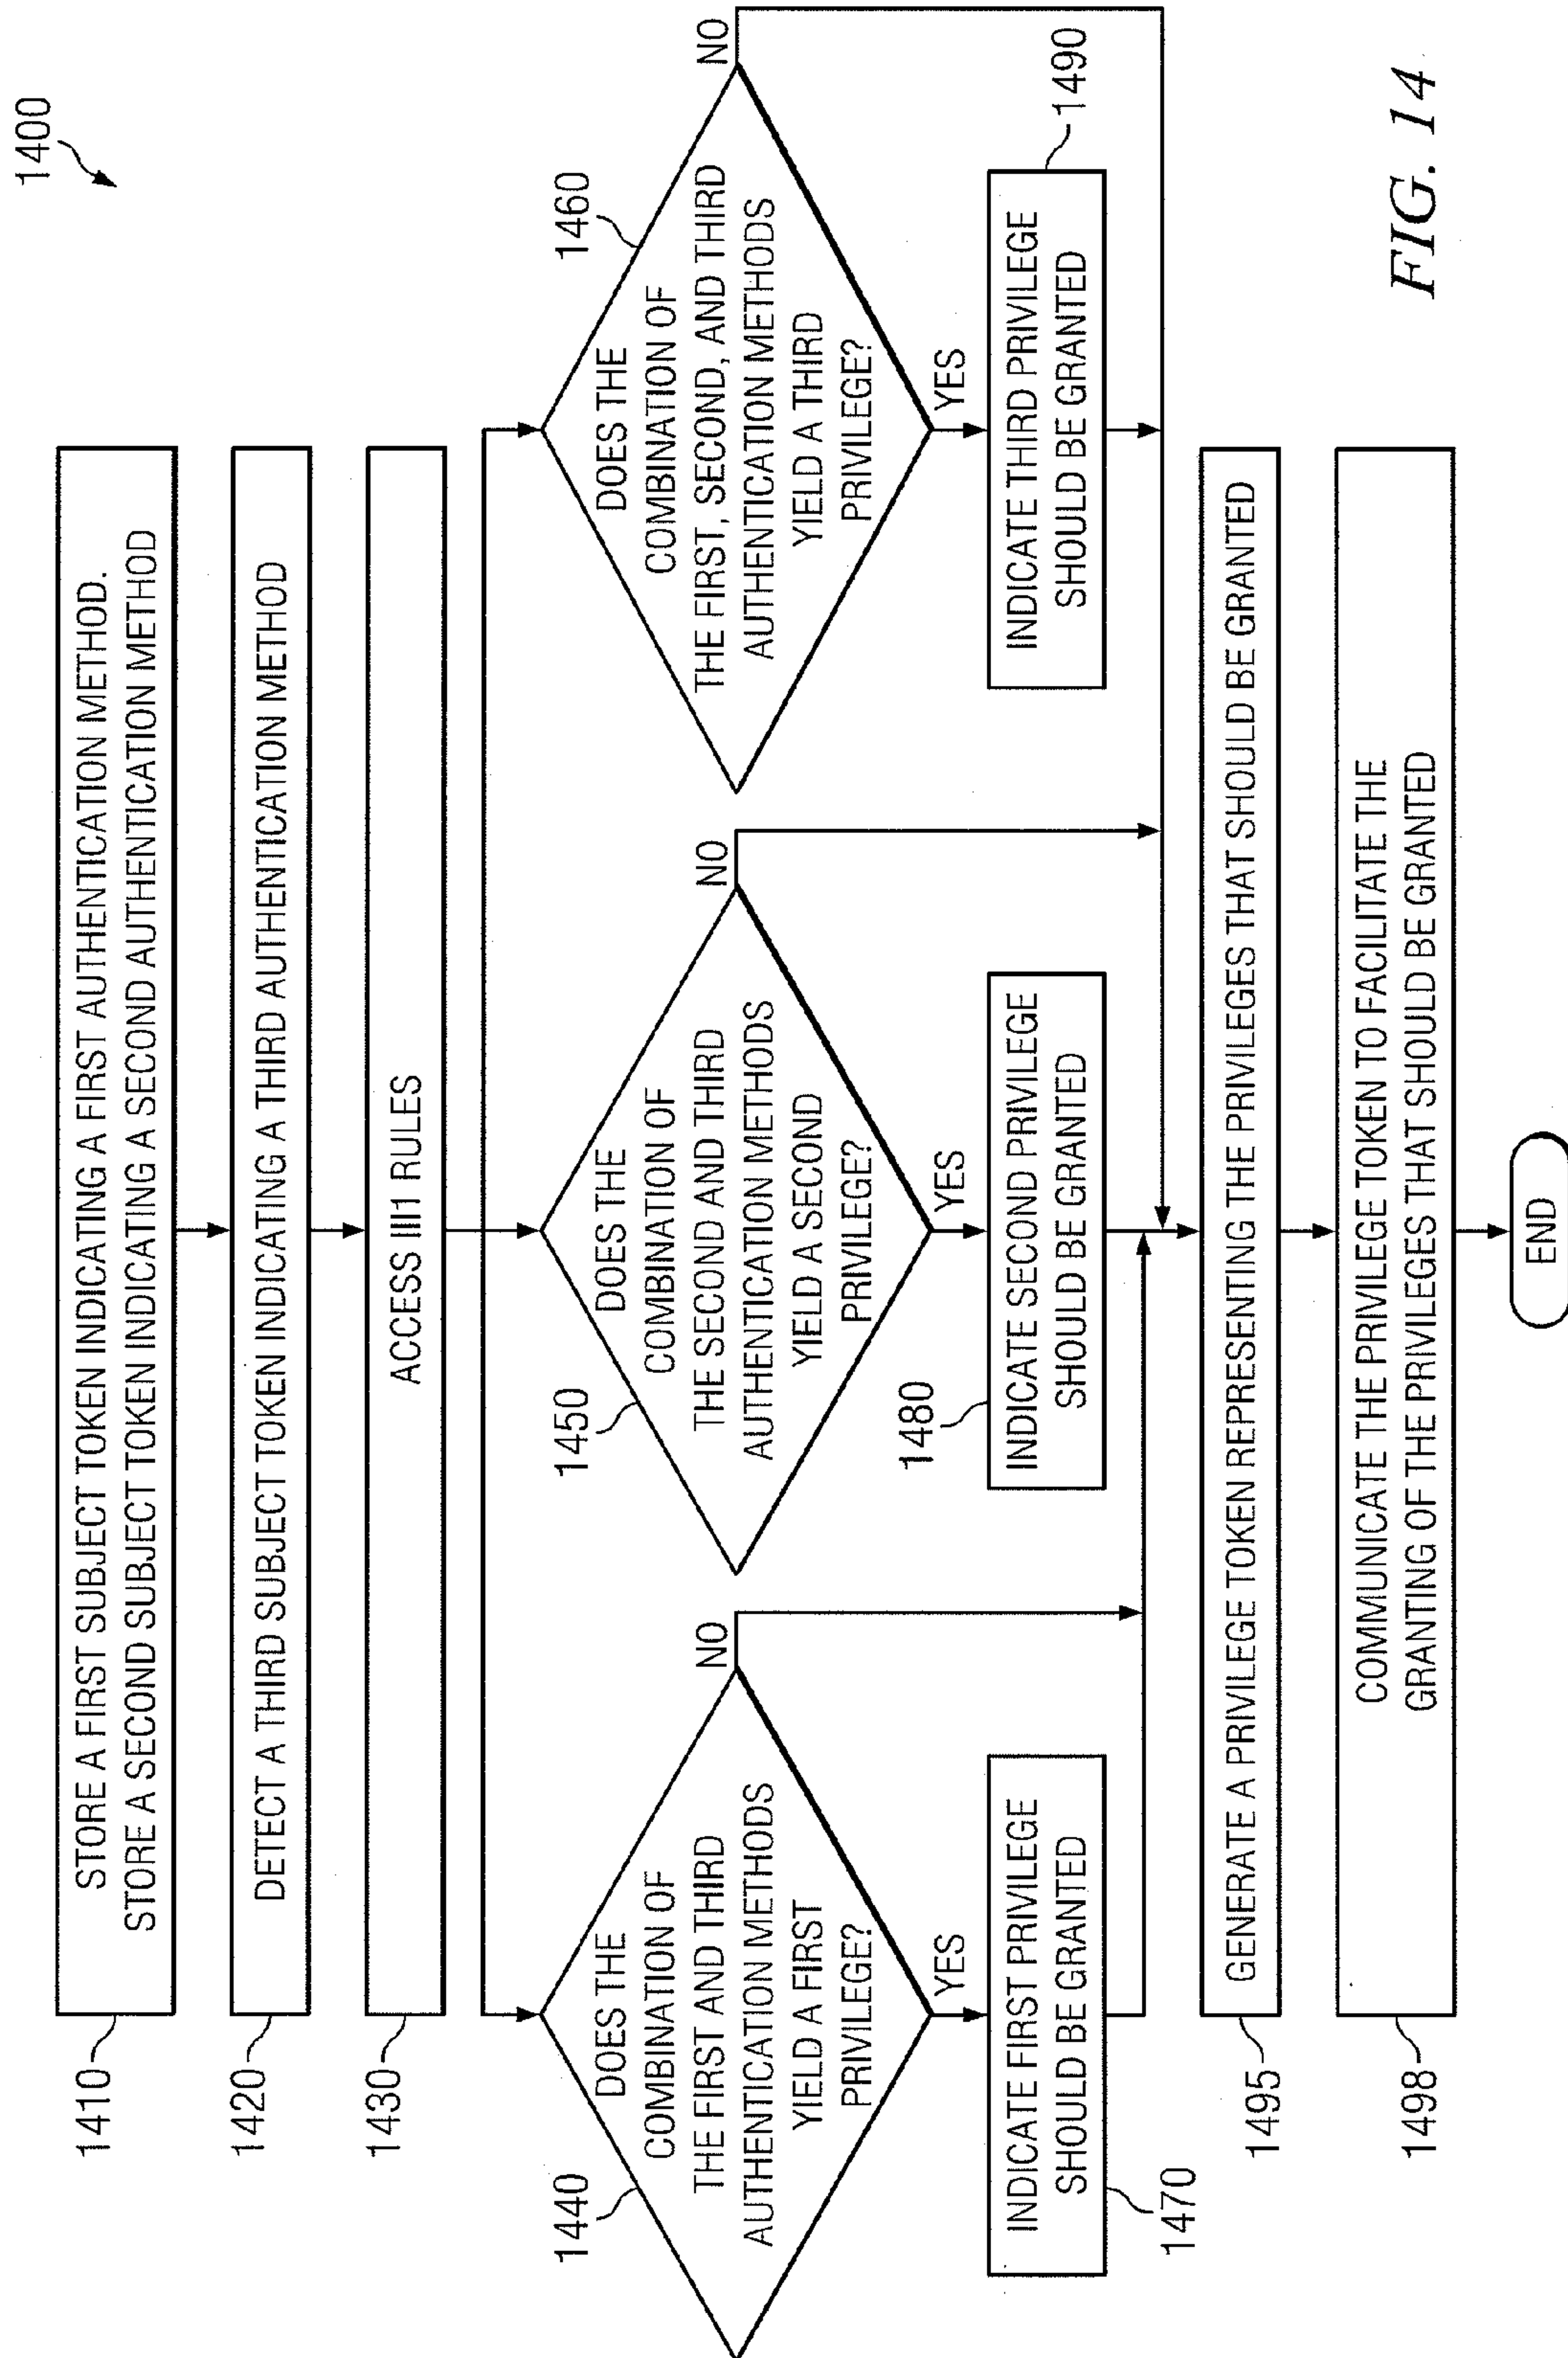 1400
1410
STORE A FIRST SUBJECT TOKEN INDICATING A FIRST AUTHENTICATION METHOD.
STORE A SECOND SUBJECT TOKEN INDICATING A SECOND AUTHENTICATION METHOD
1420
DETECT A THIRD SUBJECT TOKEN INDICATING A THIRD AUTHENTICATION METHOD
1430
ACCESS III1 RULES
1440
DOES THE
COMBINATION OF
THE FIRST AND THIRD
AUTHENTICATION METHODS
YIELD A FIRST
PRIVILEGE?
NO
YES
1450
DOES THE
COMBINATION OF
THE SECOND AND THIRD
AUTHENTICATION METHODS
YIELD A SECOND
PRIVILEGE?
NO
YES
1460
DOES THE
COMBINATION OF
THE FIRST, SECOND, AND THIRD
AUTHENTICATION METHODS
YIELD A THIRD
PRIVILEGE?
NO
YES
INDICATE FIRST PRIVILEGE
SHOULD BE GRANTED
1470
1480
INDICATE SECOND PRIVILEGE
SHOULD BE GRANTED
INDICATE THIRD PRIVILEGE
SHOULD BE GRANTED
1490
1495
GENERATE A PRIVILEGE TOKEN REPRESENTING THE PRIVILEGES THAT SHOULD BE GRANTED
1498
COMMUNICATE THE PRIVILEGE TOKEN TO FACILITATE THE
GRANTING OF THE PRIVILEGES THAT SHOULD BE GRANTED
END
FIG. 14